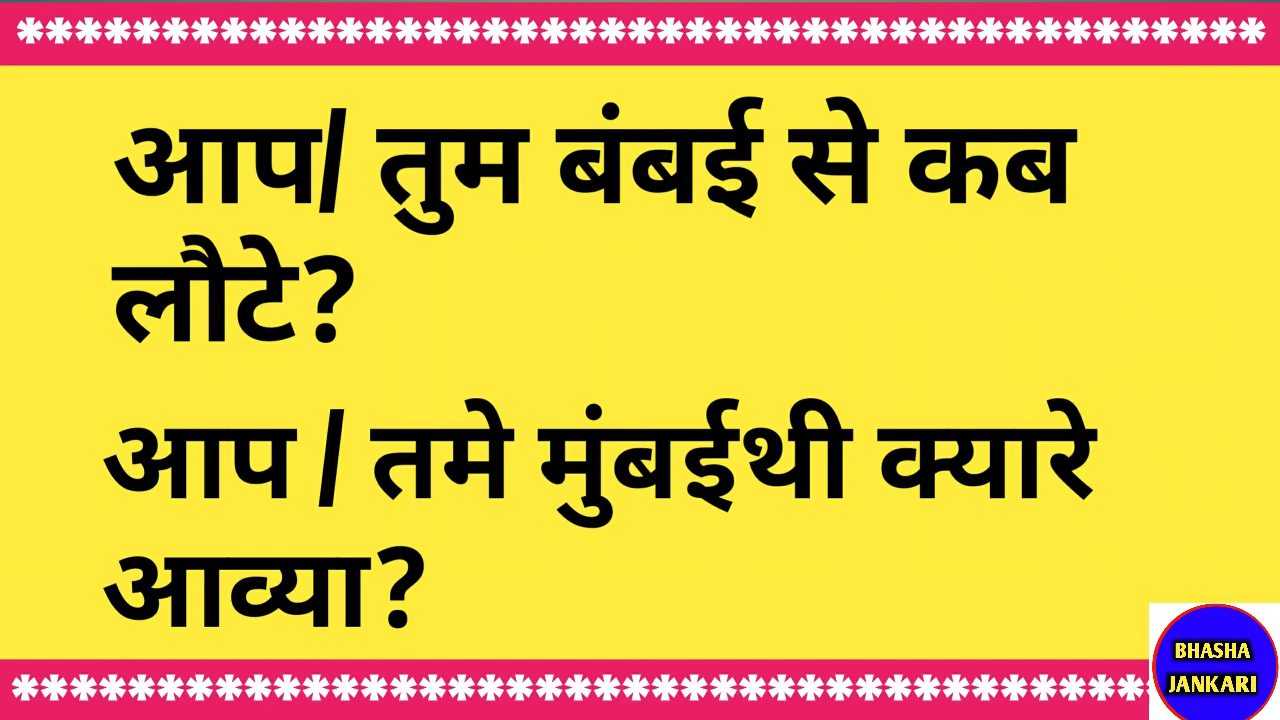 आप/ तुम बंबई से कब
लौटे?
आप / तमे मुंबईथी क्यारे
आव्या?
BHASHA
JANKARI